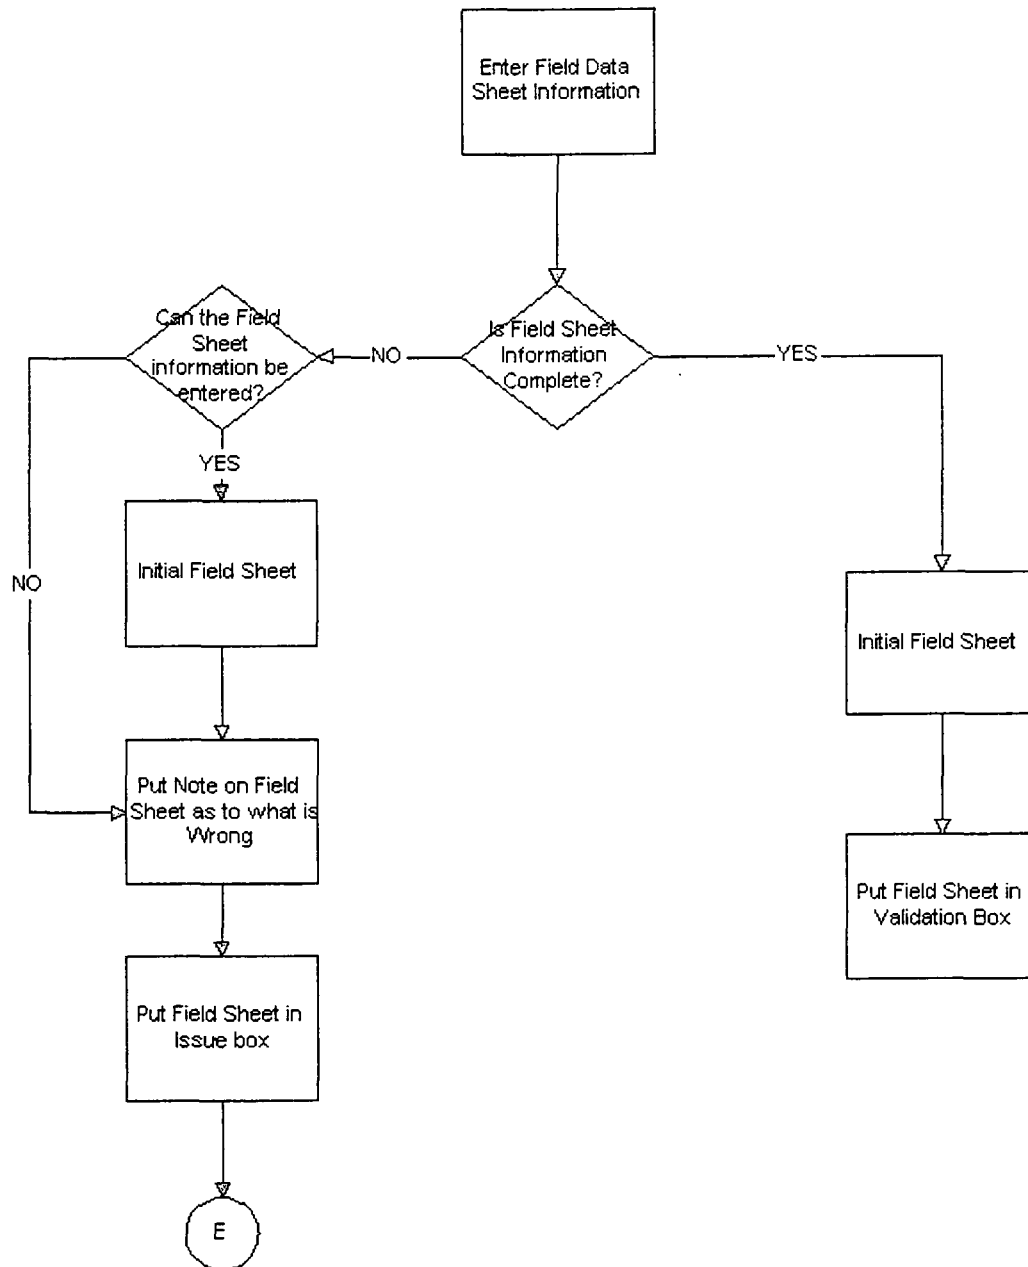 Enter Field Data
Sheet Information
Can the Field
Sheet
information be
entered?
NO
Is Field Sheet
Information
Complete?
YES
YES
Initial Field Sheet
NO
Initial Field Sheet
Put Note on Field
Sheet as to what is
Wrong
Put Field Sheet in
Validation Box
Put Field Sheet in
Issue box
E